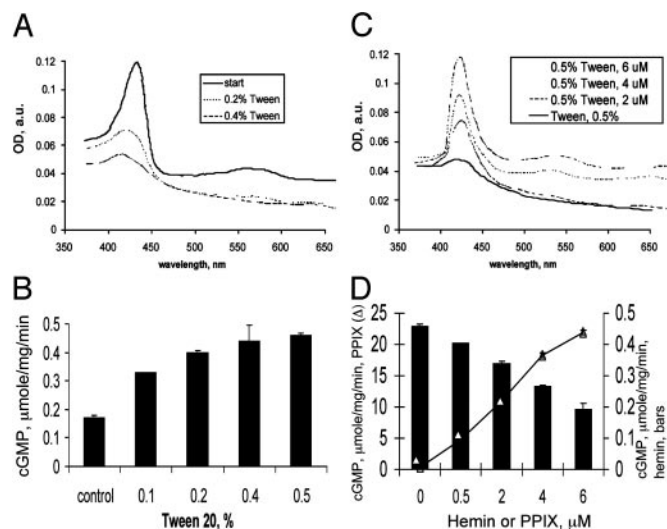 A
OD, a.u.
0.14
0.12
0.1
0.08
0.06
0.04
0.02
0
350 400 450 500 550 600 650
wavelength, nm
start
0.2% Tween
0.4% Tween
C
OD, a.u.
0.12
0.1
0.08
0.06
0.04
0.02
0
350 400 450 500 550 600 650
wavelength, nm
0.5% Tween, 6 uM
0.5% Tween, 4 uM
0.5% Tween, 2 uM
Tween, 0.5%
B
cGMP, µmole/mg/min
0.5
0.4
0.3
0.2
0.1
0
control 0.1 0.2 0.4 0.5
Tween 20, %
D
cGMP, µmole/mg/min, PPIX (Δ)
25
20
15
10
5
0
0.5
0.4
0.3
0.2
0.1
0
cGMP, µmole/mg/min,
hemin, bars
0 0.5 2 4 6
Hemin or PPIX, µM